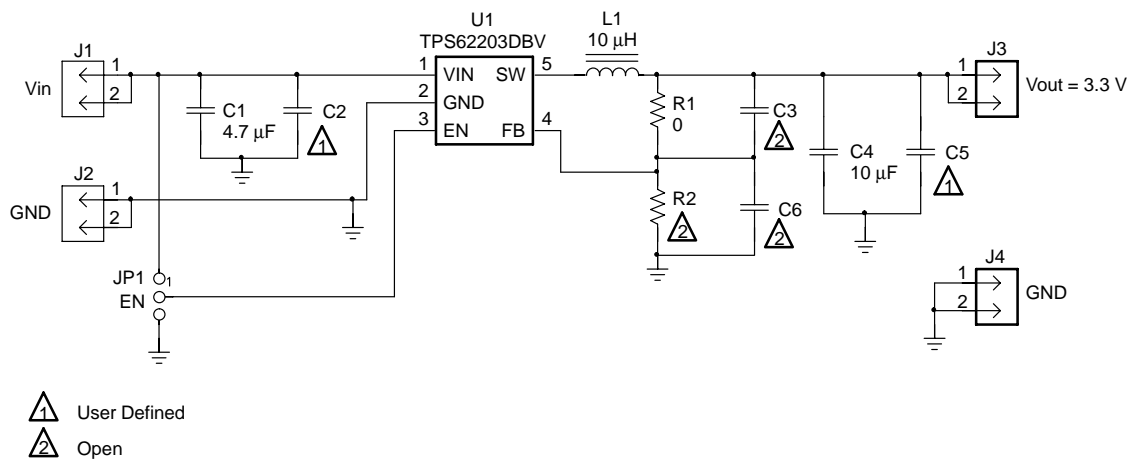 U1
TPS62203DBV
L1
10 μH
J1
1
2
Vin
J3
1
2
Vout = 3.3 V
1 VIN SW 5
2 GND
3 EN FB 4
C1
4.7 μF
C2
1
R1
0
C3
2
C4
10 μF
C5
1
J2
1
2
GND
R2
2
C6
2
JP1
1
EN
J4
1
2
GND
1 User Defined
2 Open